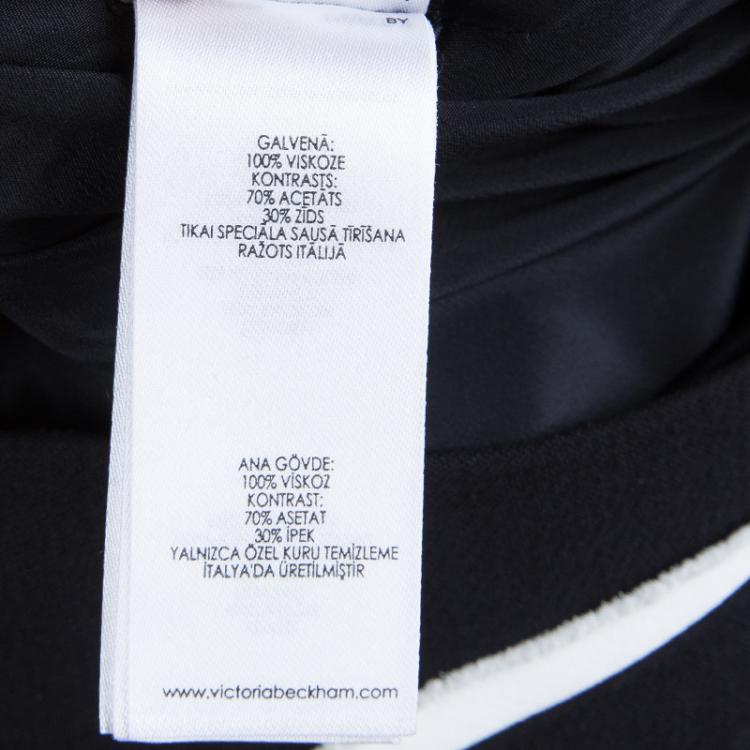 BY
GALVENĀ:
100% VISKOZE
KONTRASTS:
70% ACETĀTS
30% ZĪDS
TIKAI SPECIĀLA SAUSĀ TĪRĪŠANA
RAŽOTS ITĀLIJĀ
ANA GÖVDE:
100% VİSKOZ
KONTRAST:
70% ASETAT
30% İPEK
YALNIZCA ÖZEL KURU TEMİZLEME
İTALYA'DA ÜRETİLMİŞTİR
www.victoriabeckham.com